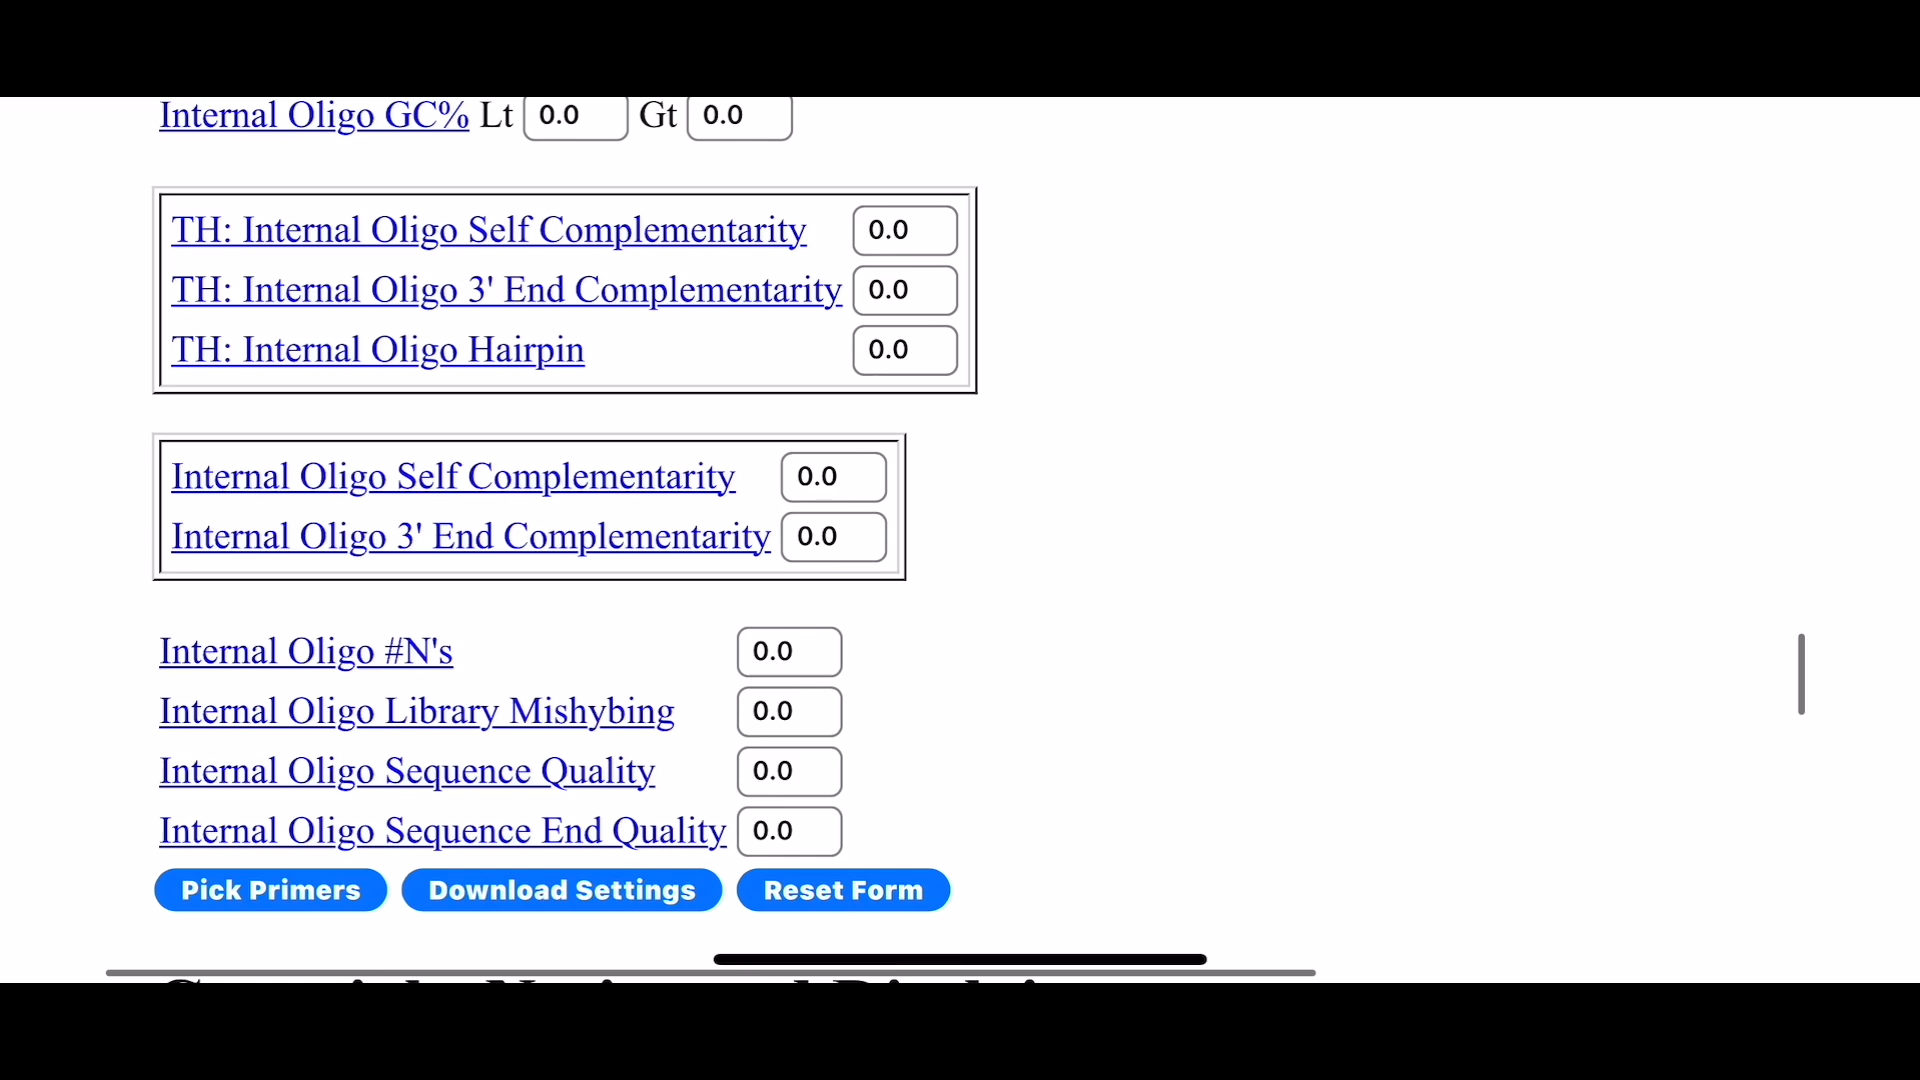 Internal Oligo GC% Lt 0.0 Gt 0.0
TH: Internal Oligo Self Complementarity 0.0
TH: Internal Oligo 3' End Complementarity 0.0
TH: Internal Oligo Hairpin 0.0
Internal Oligo Self Complementarity 0.0
Internal Oligo 3' End Complementarity 0.0
Internal Oligo #N's 0.0
Internal Oligo Library Mishybing 0.0
Internal Oligo Sequence Quality 0.0
Internal Oligo Sequence End Quality 0.0
Pick Primers Download Settings Reset Form